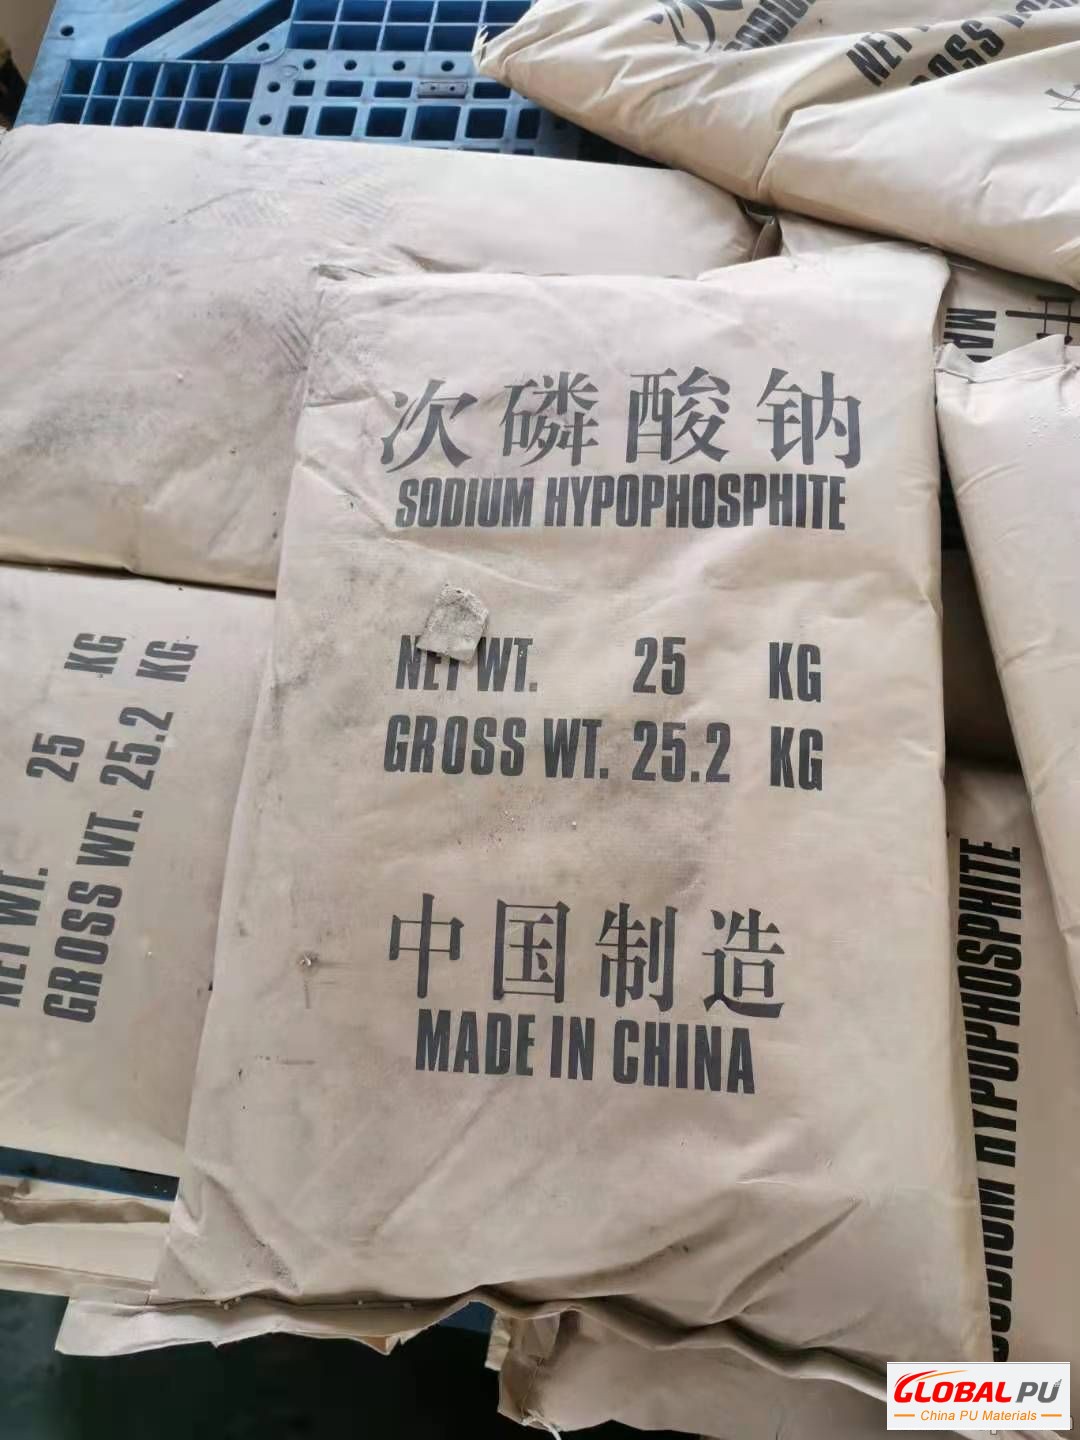 次磷酸钠
SODIUM HYPOPHOSPHITE
NET WT. 25 KG
GROSS WT. 25.2 KG
中国制造
MADE IN CHINA
NET WT. 25 KG
GROSS WT. 25.2 KG
SODIUM HYPOPHOSPHITE
GROSS
GLOBAL PU
China PU Materials